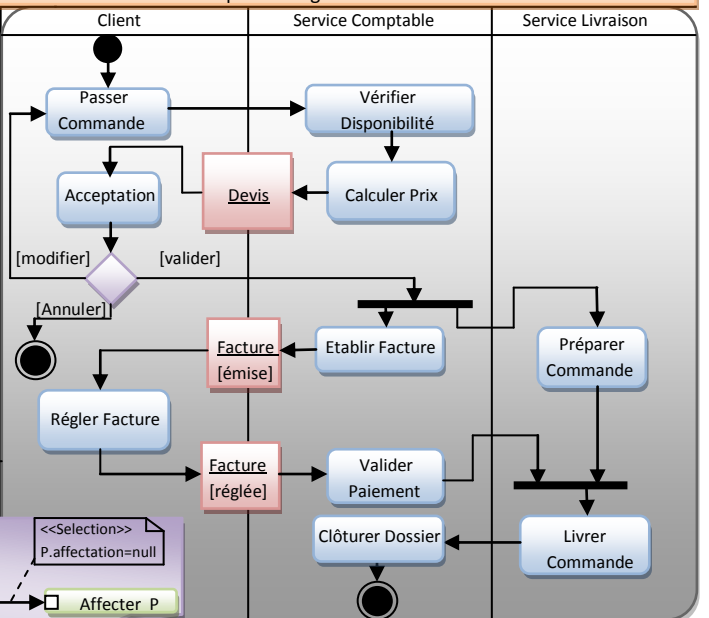 Client
Service Comptable
Service Livraison
Passer
Commande
Vérifier
Disponibilité
Acceptation
Devis
Calculer Prix
[modifier]
[valider]
[Annuler]
Facture
[émise]
Etablir Facture
Préparer
Commande
Régler Facture
Facture
[réglée]
Valider
Paiement
Clôturer Dossier
Livrer
Commande
<<Selection>>
P.affectation=null
Affecter P